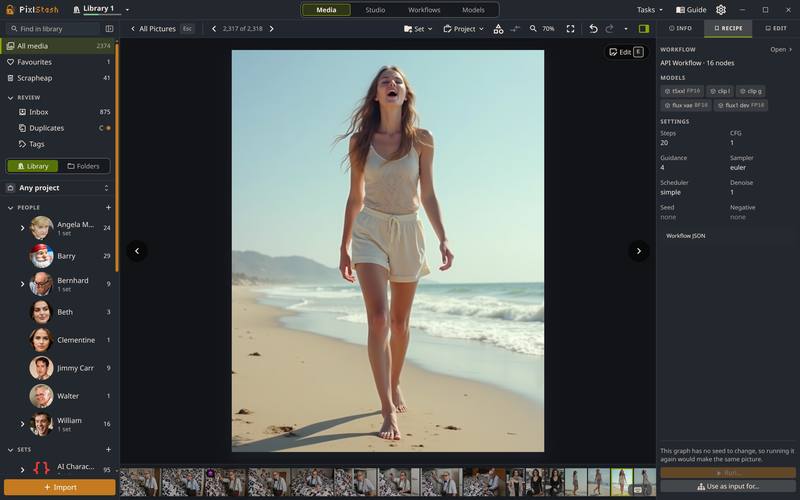 PixlStash
Library 1
Media
Studio
Workflows
Models
Tasks
Guide
Find in library
All Pictures
Esc
2,317 of 2,318
Set
Project
70%
INFO
RECIPE
EDIT
All media 2374
Favourites 1
Scrapheap 41
REVIEW
Inbox 875
Duplicates
Tags
Library
Folders
Any project
PEOPLE
Angela M... 24
1 set
Barry 29
Bernhard 9
1 set
Beth 3
Clementine 1
Jimmy Carr 9
Walter 1
William 16
1 set
SETS
AI Charac... 95
Import
Edit E
WORKFLOW
Open
API Workflow · 16 nodes
MODELS
t5xxl FP16
clip l
clip g
flux vae BF16
flux1 dev FP16
SETTINGS
Steps CFG
20 1
Guidance Sampler
4 euler
Scheduler Denoise
simple 1
Seed Negative
none none
Workflow JSON
This graph has no seed to change, so running it
again would make the same picture.
Run...
Use as input for...